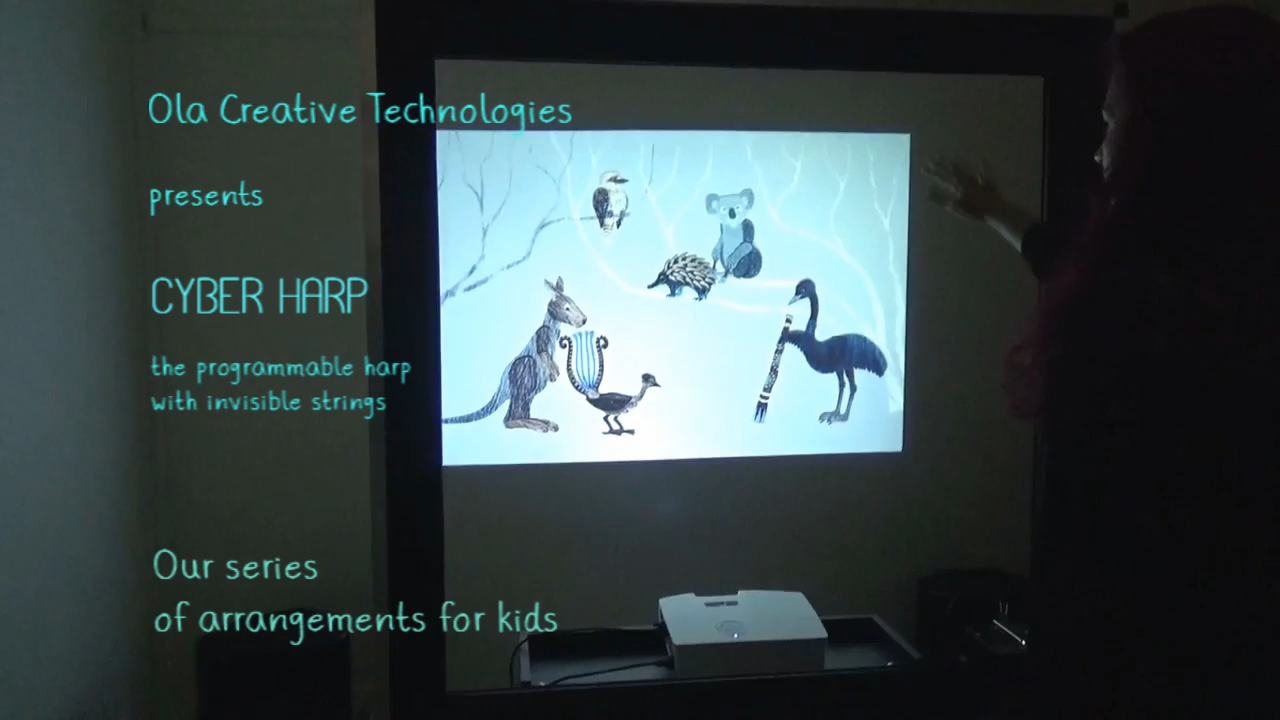 Ola Creative Technologies
presents
CYBER HARP
the programmable harp
with invisible strings
Our series
of arrangements for kids